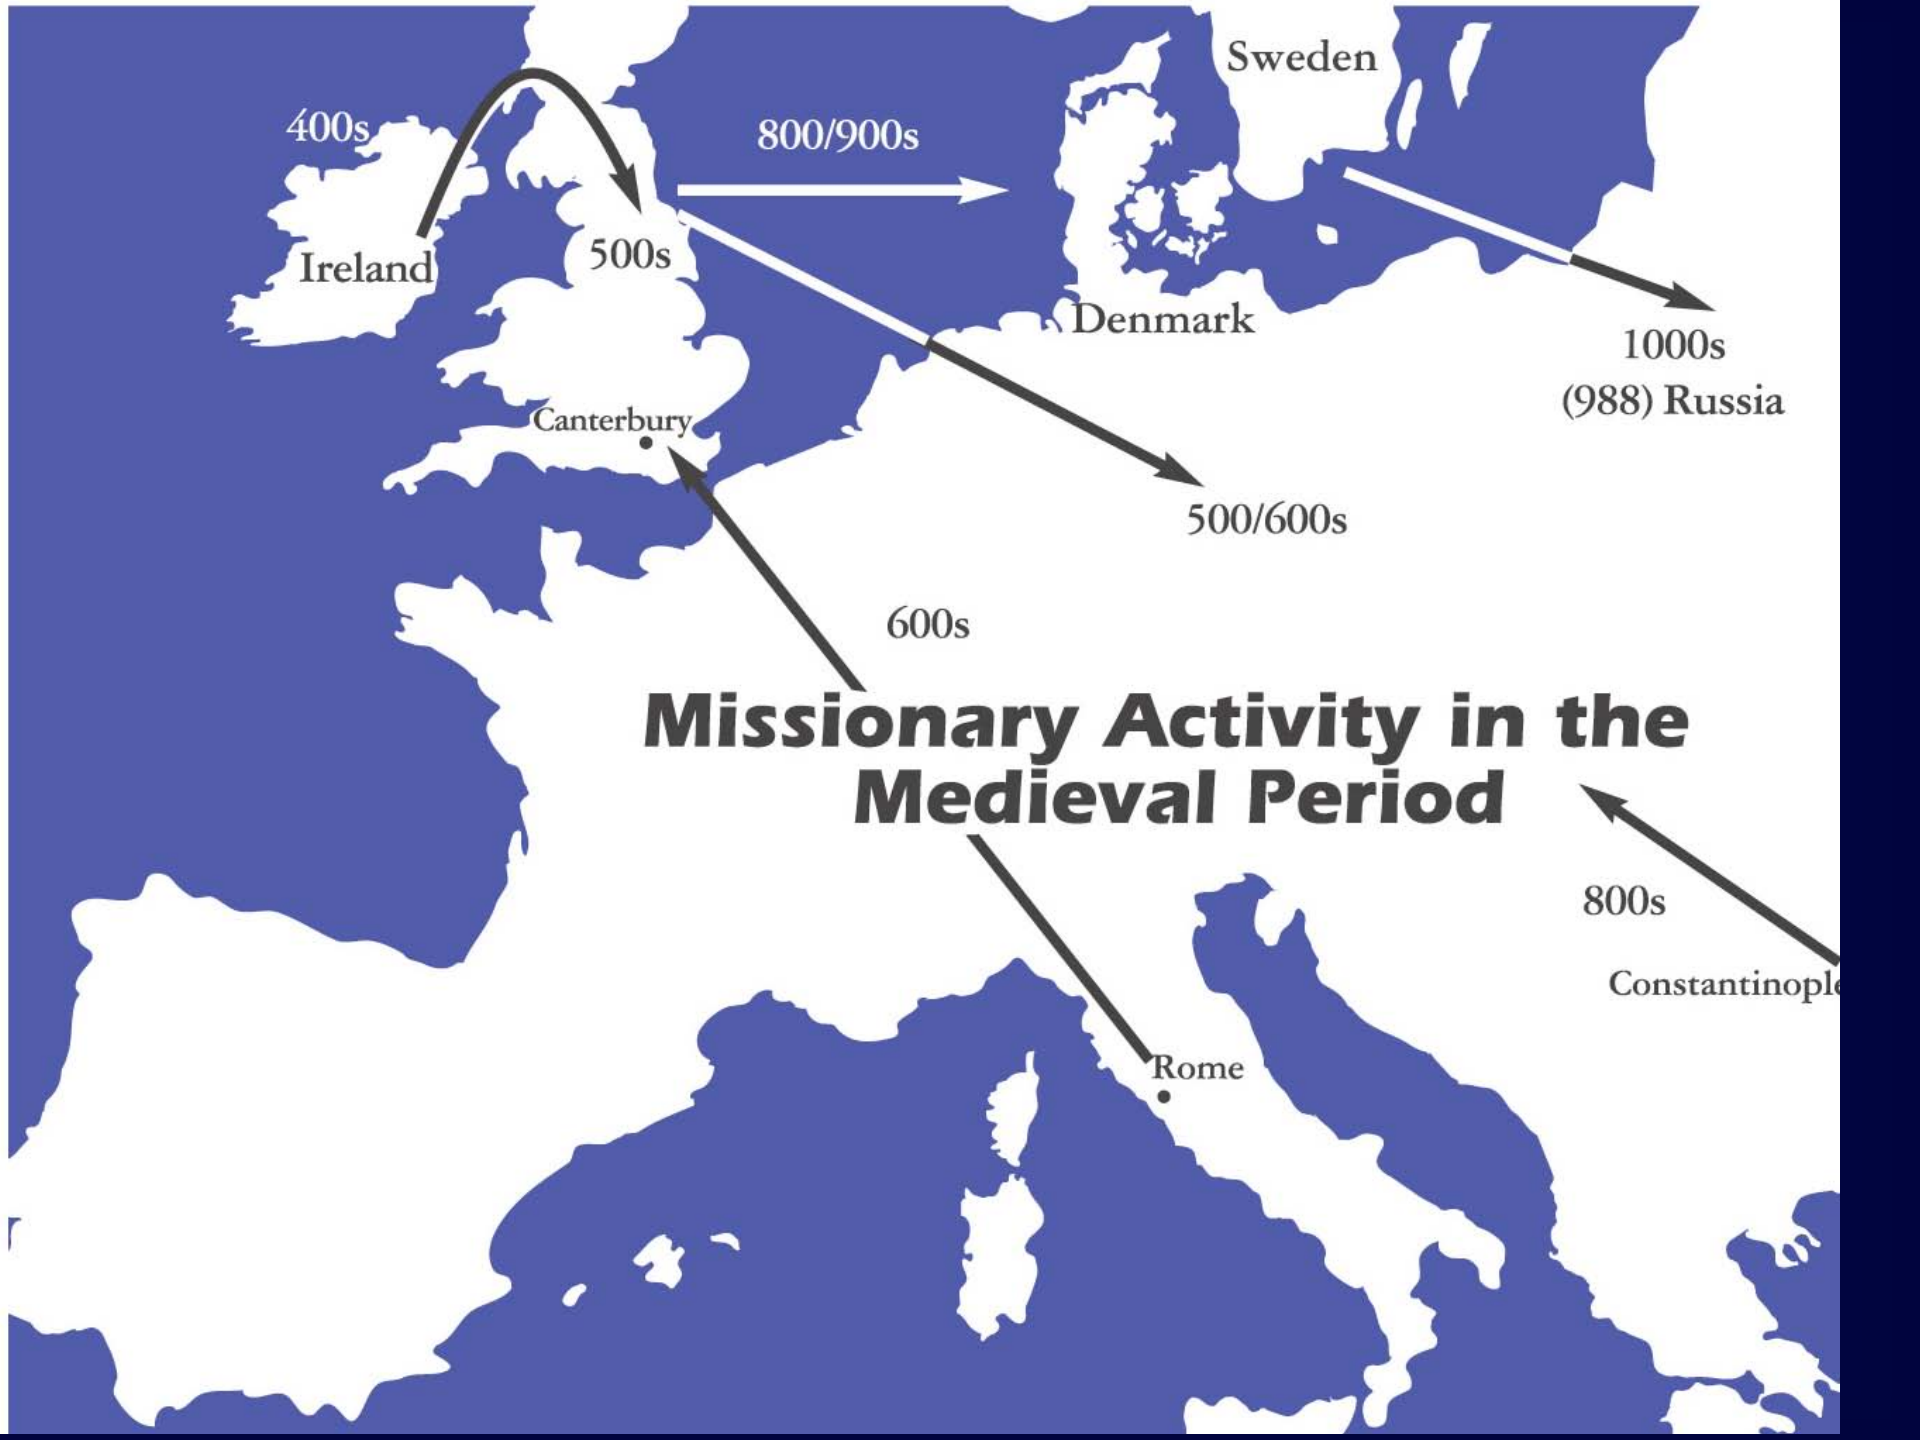 Sweden
400s
800/900s
500s
Ireland
Denmark
1000s
(988) Russia
Canterbury
500/600s
600s
Missionary Activity in the
Medieval Period
800s
Constantinople
Rome